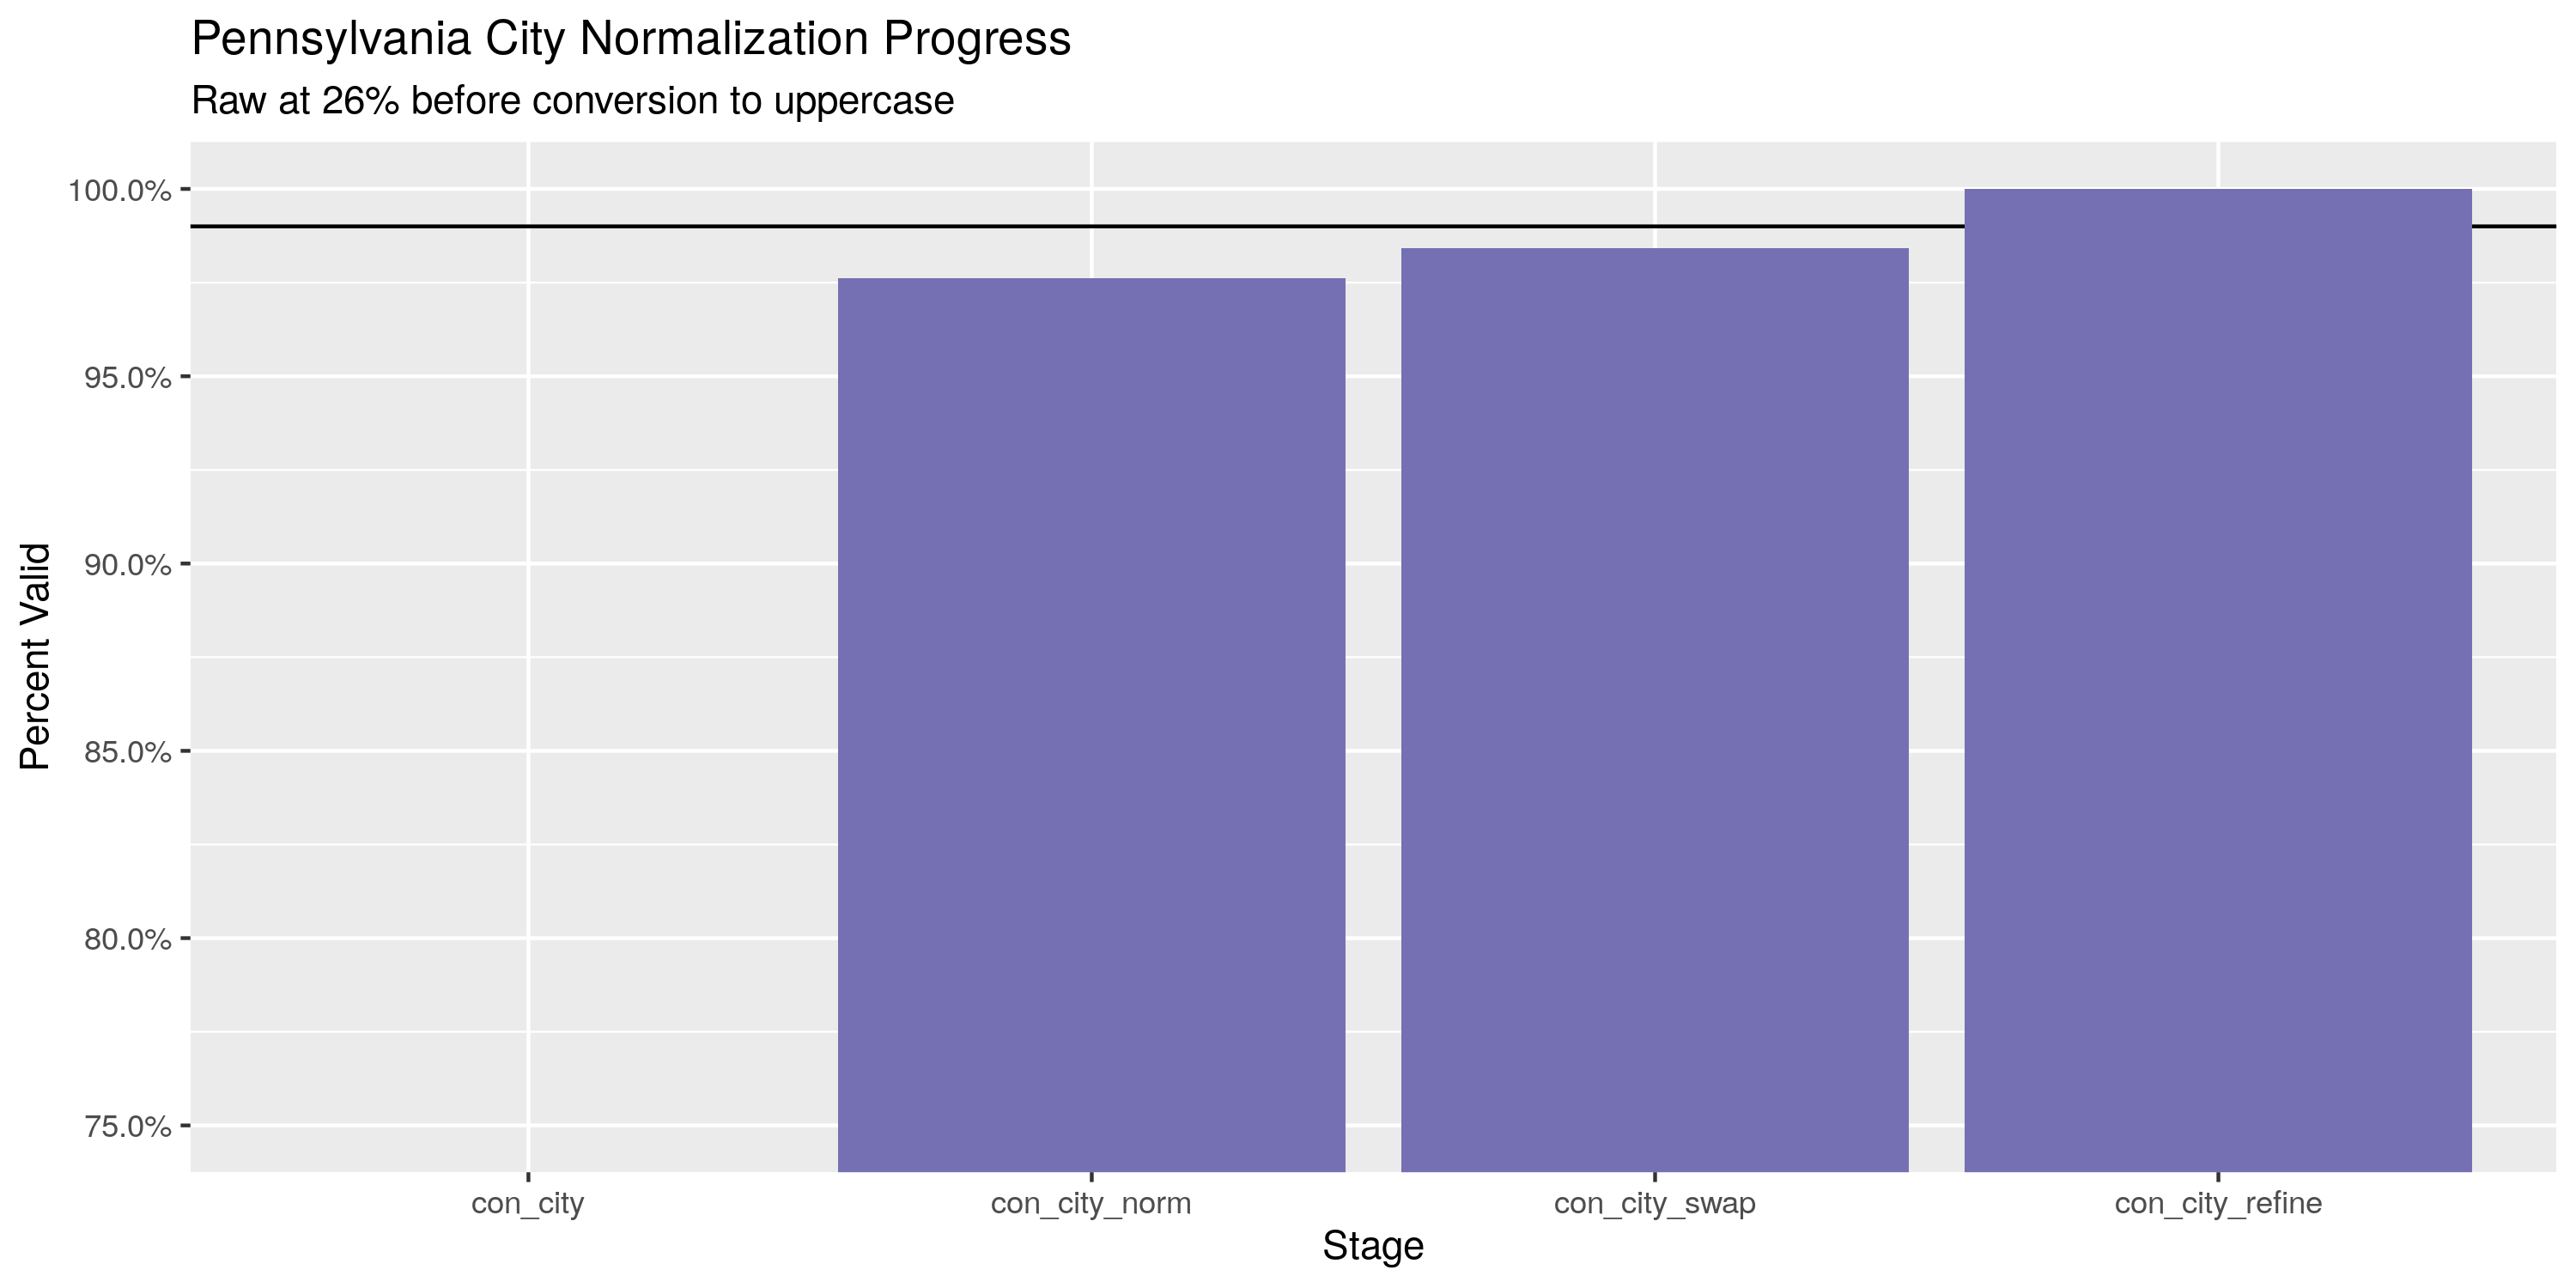 Pennsylvania City Normalization Progress
Raw at 26% before conversion to uppercase
Percent Valid
100.0%
95.0%
90.0%
85.0%
80.0%
75.0%
con_city
con_city_norm
con_city_swap
con_city_refine
Stage